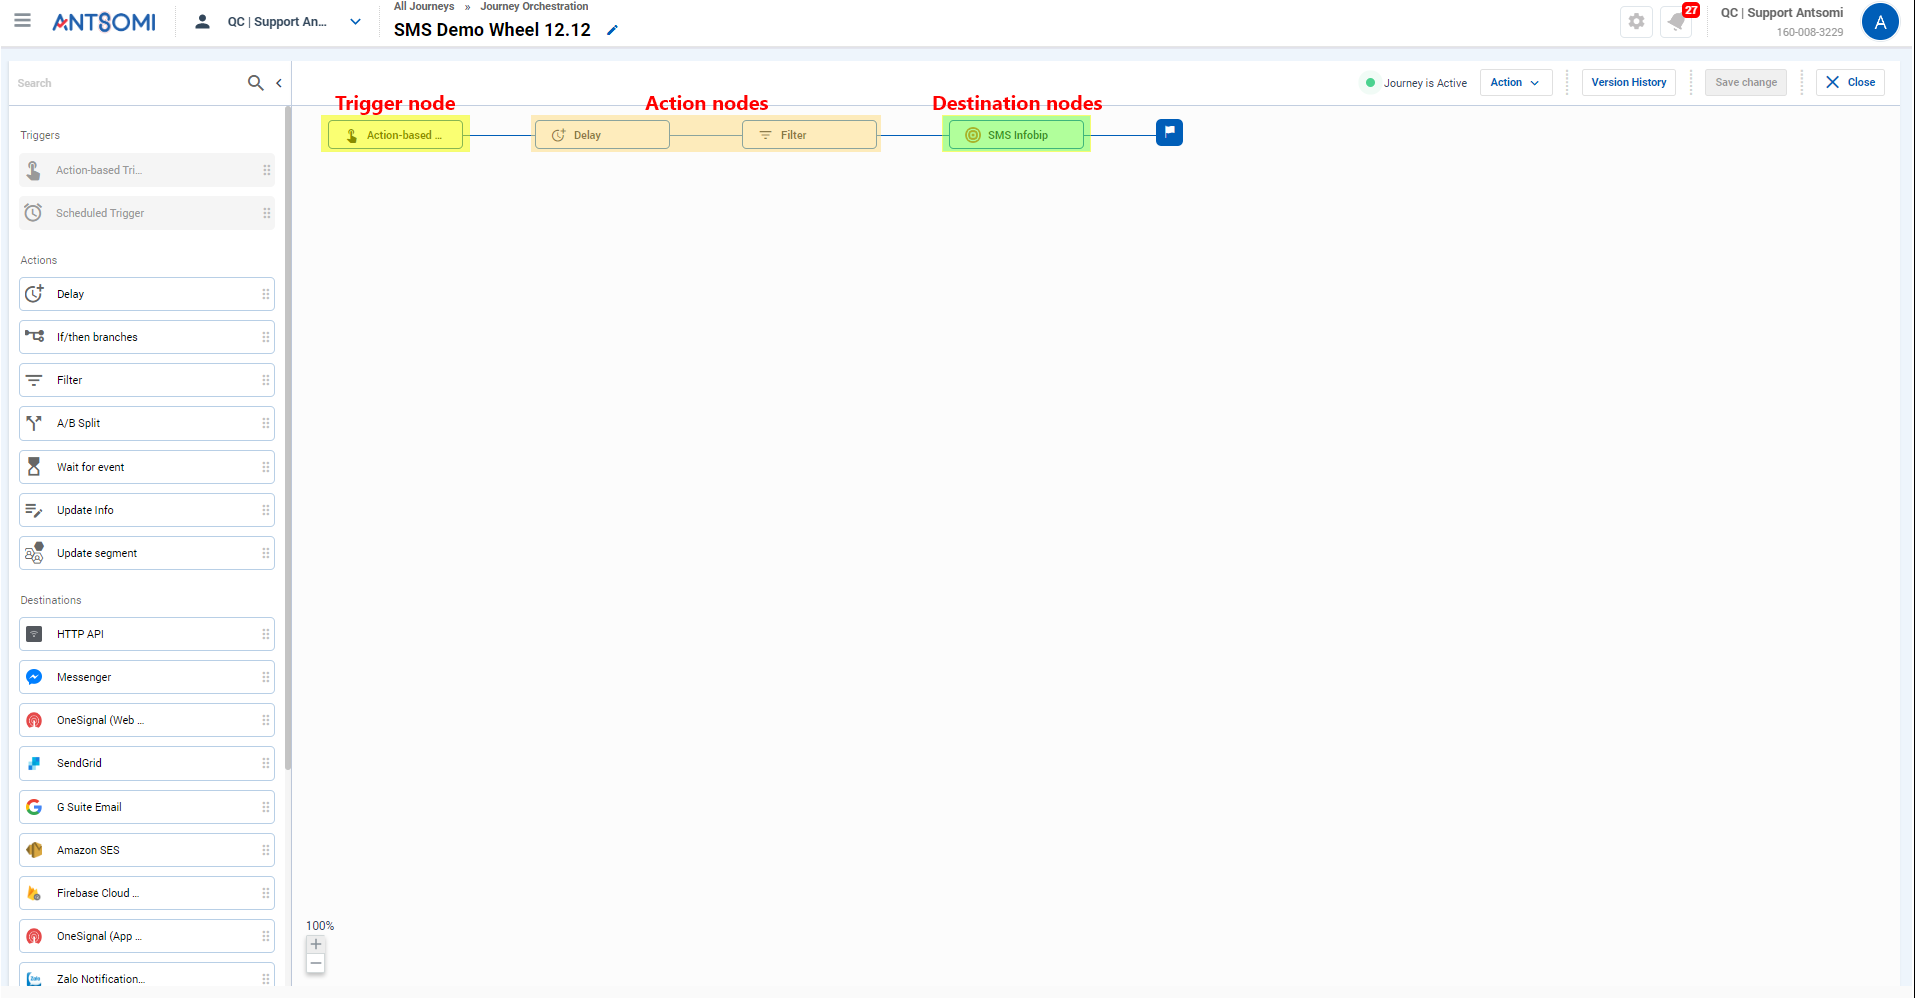 ANTSOMI
QC | Support An...
All Journeys » Journey Orchestration
SMS Demo Wheel 12.12
27
QC | Support Antsomi
160-008-3229
A
Search
Journey is Active
Action
Version History
Save change
Close
Trigger node
Action nodes
Destination nodes
Action-based ...
Delay
Filter
SMS Infobip
Triggers
Action-based Tri...
Scheduled Trigger
Actions
Delay
If/then branches
Filter
A/B Split
Wait for event
Update Info
Update segment
Destinations
HTTP API
Messenger
OneSignal (Web ...
SendGrid
G Suite Email
Amazon SES
Firebase Cloud ...
OneSignal (App ...
Zalo
Zalo Notification...
100%
+
−